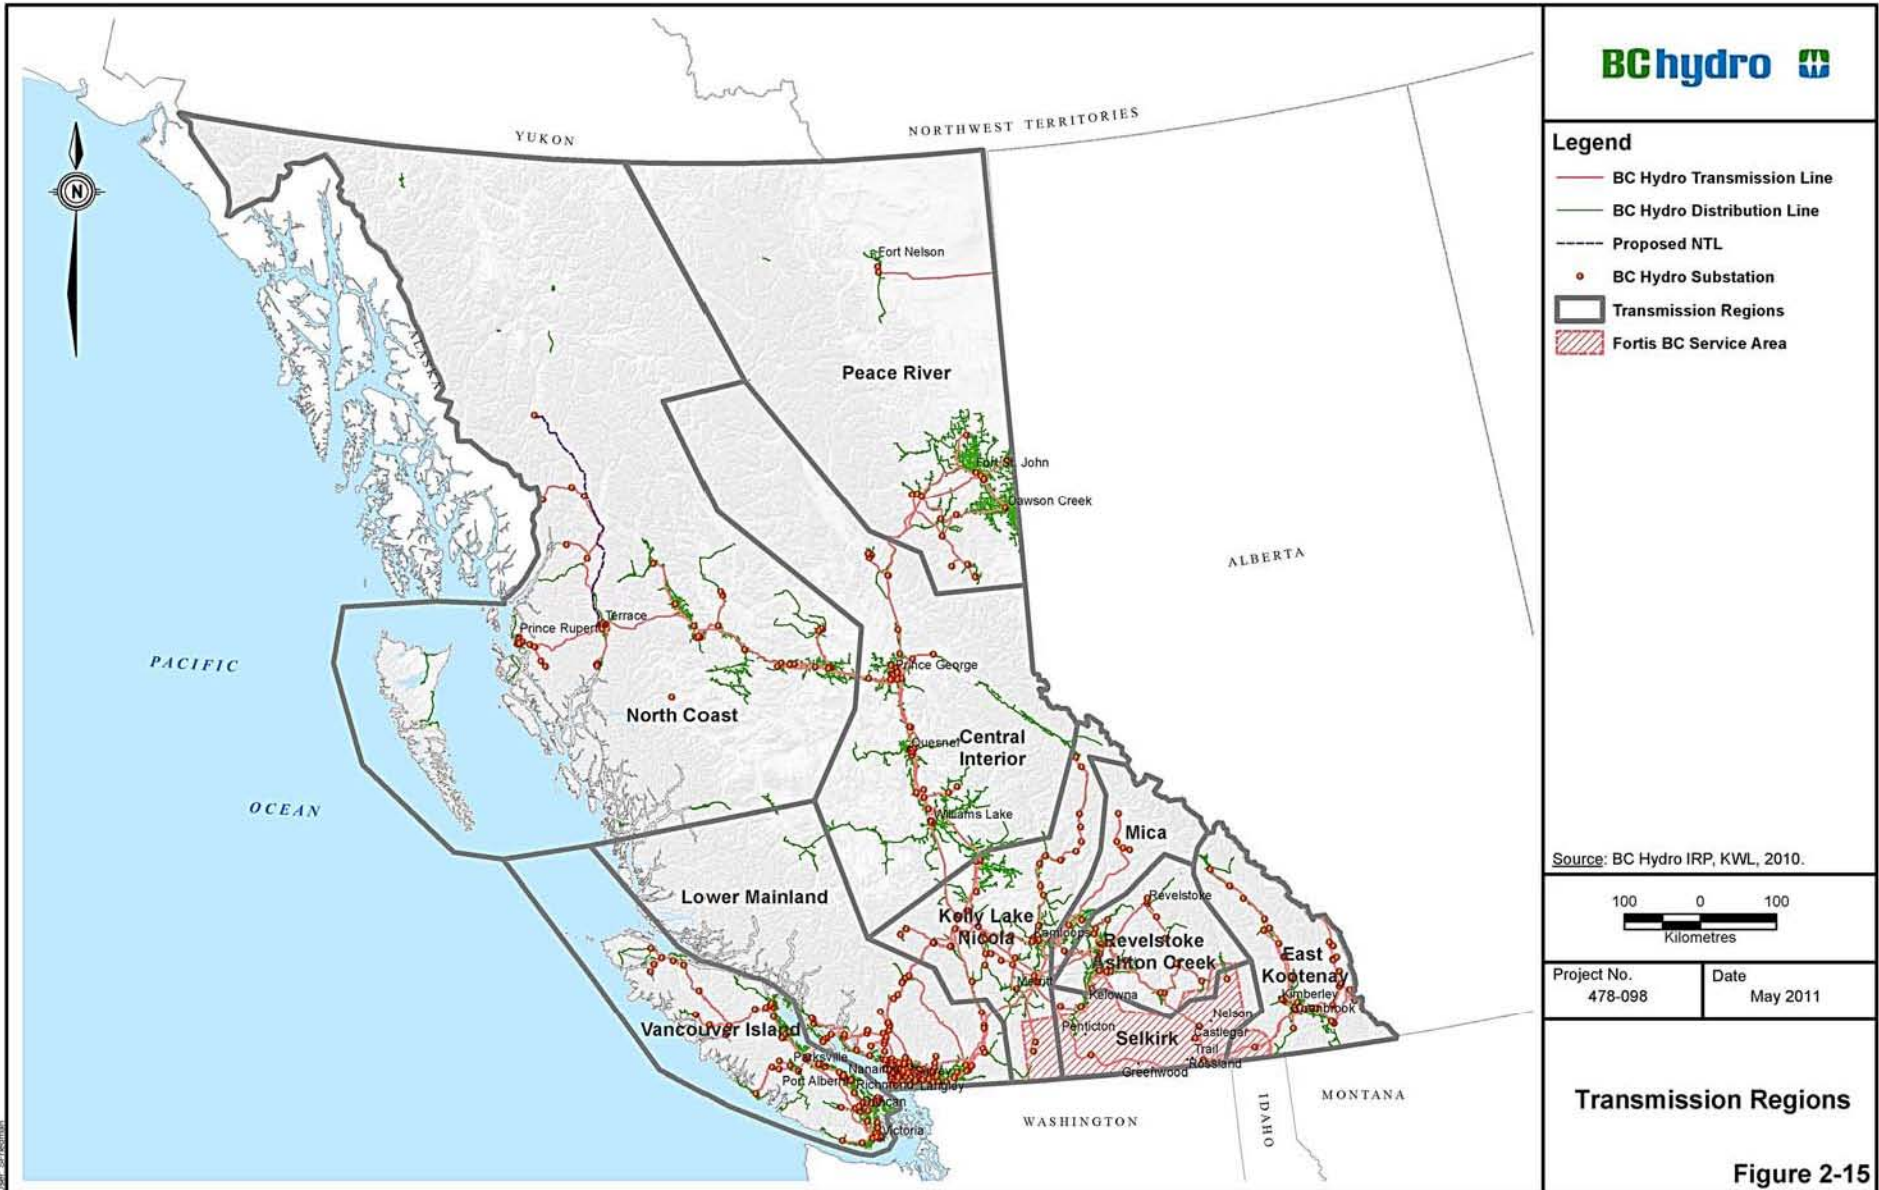 YUKON
NORTHWEST TERRITORIES
ALASKA
Fort Nelson
Peace River
Fort St. John
Dawson Creek
ALBERTA
Terrace
Prince Rupert
PACIFIC
Prince George
North Coast
Quesnel
Central
Interior
OCEAN
Williams Lake
Mica
Lower Mainland
Revelstoke
Kelly Lake
Nicola
Kamloops
Revelstoke
Ashton Creek
East
Kootenay
Merritt
Kelowna
Kimberley
Cranbrook
Nelson
Vancouver Island
Penticton
Selkirk
Castlegar
Parksville
Trail
Nanaimo
Rossland
Port Alberni
Richmond
Langley
Greenwood
Duncan
Victoria
WASHINGTON
IDAHO
MONTANA
N
BC hydro
Legend
BC Hydro Transmission Line
BC Hydro Distribution Line
Proposed NTL
BC Hydro Substation
Transmission Regions
Fortis BC Service Area
Source: BC Hydro IRP, KWL, 2010.
100 0 100
Kilometres
Project No.
478-098
Date
May 2011
Transmission Regions
Figure 2-15